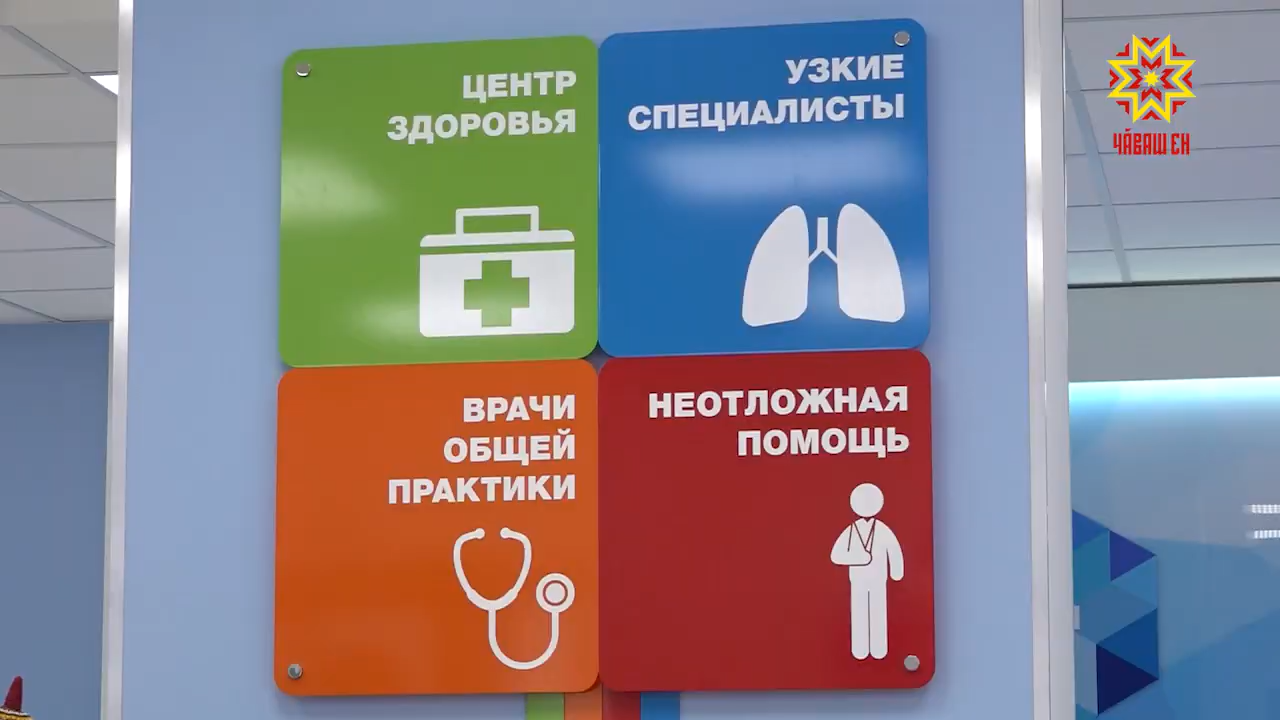 ЦЕНТР
ЗДОРОВЬЯ
УЗКИЕ
СПЕЦИАЛИСТЫ
ВРАЧИ
ОБЩЕЙ
ПРАКТИКИ
НЕОТЛОЖНАЯ
ПОМОЩЬ
ЧĂВАШ ЕН